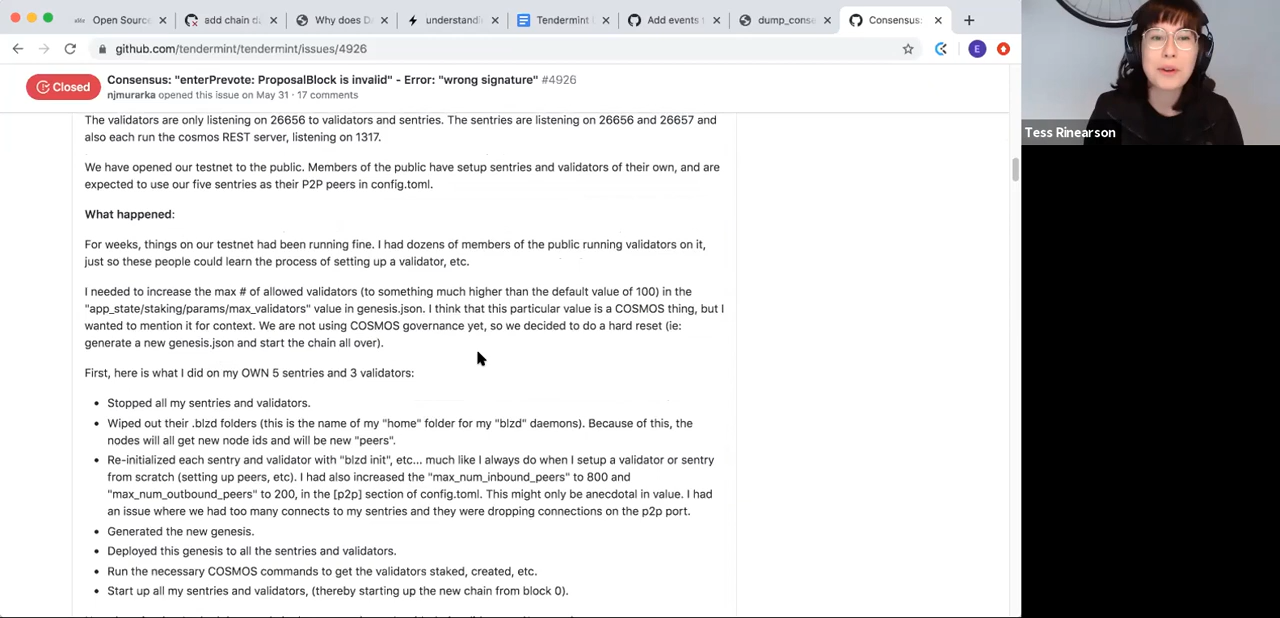 Open Source
add chain da
Why does D
understandi
Tendermint
Add events
dump_conse
Consensus:
github.com/tendermint/tendermint/issues/4926
E
Closed
Consensus: "enterPrevote: ProposalBlock is invalid" - Error: "wrong signature" #4926
njmurarka opened this issue on May 31 · 17 comments
The validators are only listening on 26656 to validators and sentries. The sentries are listening on 26656 and 26657 and
also each run the cosmos REST server, listening on 1317.
We have opened our testnet to the public. Members of the public have setup sentries and validators of their own, and are
expected to use our five sentries as their P2P peers in config.toml.
What happened:
For weeks, things on our testnet had been running fine. I had dozens of members of the public running validators on it,
just so these people could learn the process of setting up a validator, etc.
I needed to increase the max # of allowed validators (to something much higher than the default value of 100) in the
"app_state/staking/params/max_validators" value in genesis.json. I think that this particular value is a COSMOS thing, but I
wanted to mention it for context. We are not using COSMOS governance yet, so we decided to do a hard reset (ie:
generate a new genesis.json and start the chain all over).
First, here is what I did on my OWN 5 sentries and 3 validators:
• Stopped all my sentries and validators.
• Wiped out their .blzd folders (this is the name of my "home" folder for my "blzd" daemons). Because of this, the
nodes will all get new node ids and will be new "peers".
• Re-initialized each sentry and validator with "blzd init", etc... much like I always do when I setup a validator or sentry
from scratch (setting up peers, etc). I had also increased the "max_num_inbound_peers" to 800 and
"max_num_outbound_peers" to 200, in the [p2p] section of config.toml. This might only be anecdotal in value. I had
an issue where we had too many connects to my sentries and they were dropping connections on the p2p port.
• Generated the new genesis.
• Deployed this genesis to all the sentries and validators.
• Run the necessary COSMOS commands to get the validators staked, created, etc.
• Start up all my sentries and validators, (thereby starting up the new chain from block 0).
Tess Rinearson